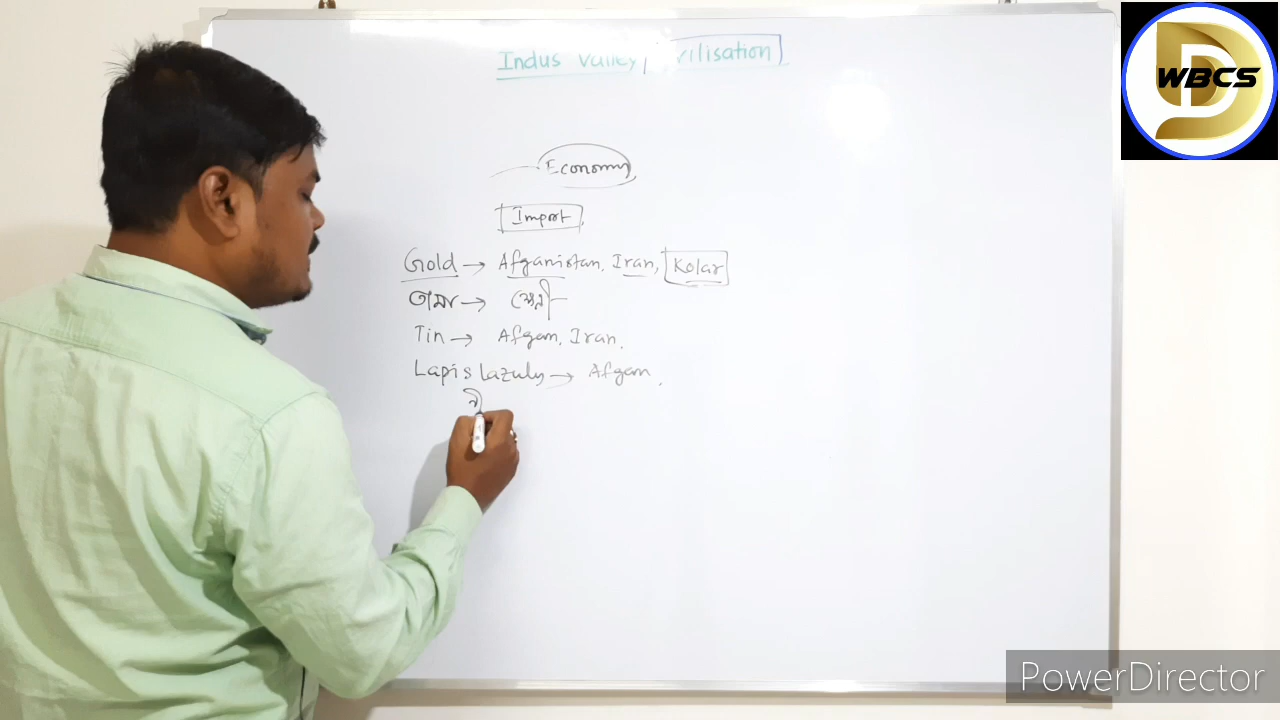 Indus Valley Civilisation
WBCS
Economy
Import
Gold → Afganistan, Iran, Kolar
তামা →
Tin → Afgan, Iran.
Lapis Lazuly → Afgan.
PowerDirector